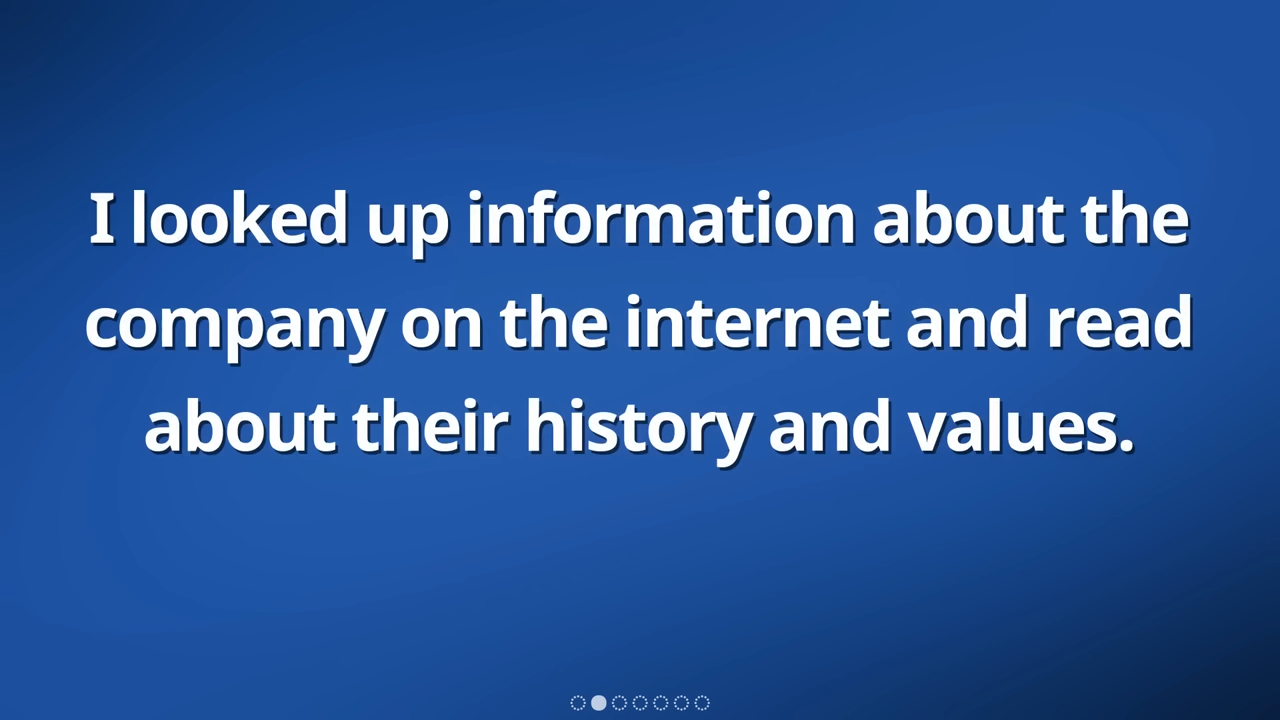 I looked up information about the
company on the internet and read
about their history and values.